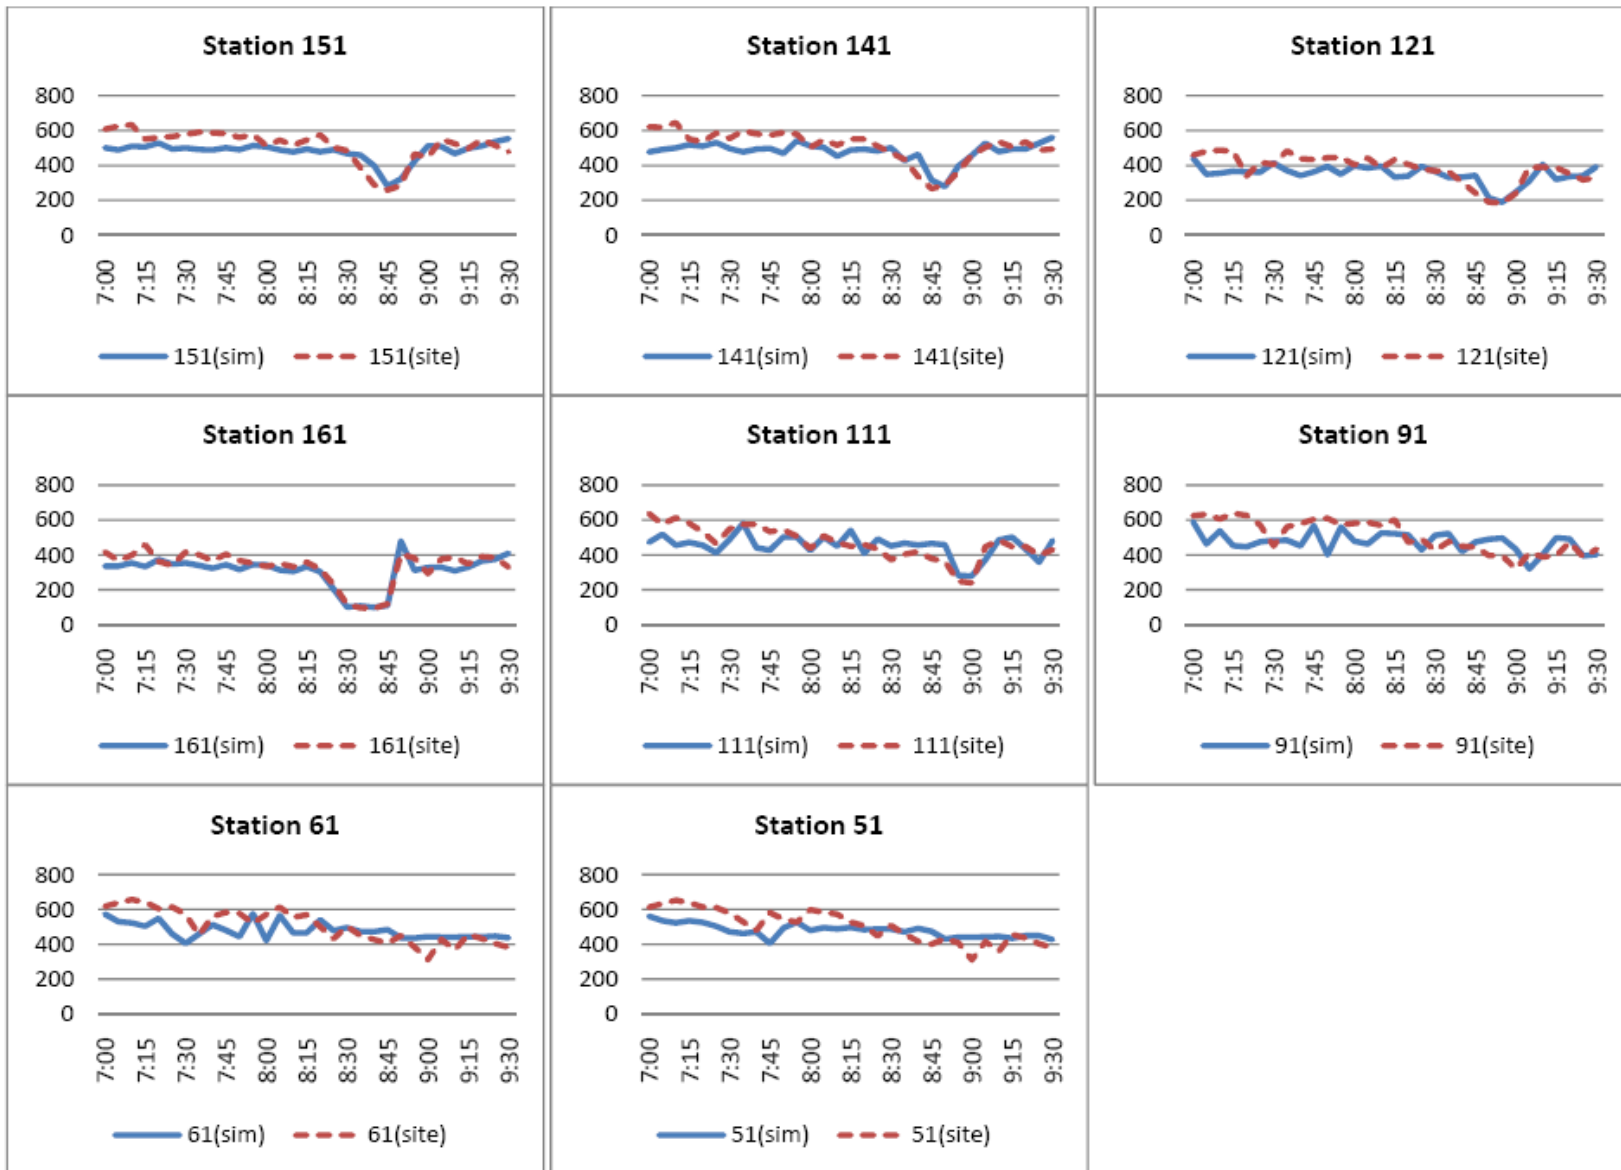 Station 151
800
600
400
200
0
7:00 7:15 7:30 7:45 8:00 8:15 8:30 8:45 9:00 9:15 9:30
151(sim) 151(site)
Station 141
800
600
400
200
0
7:00 7:15 7:30 7:45 8:00 8:15 8:30 8:45 9:00 9:15 9:30
141(sim) 141(site)
Station 121
800
600
400
200
0
7:00 7:15 7:30 7:45 8:00 8:15 8:30 8:45 9:00 9:15 9:30
121(sim) 121(site)
Station 161
800
600
400
200
0
7:00 7:15 7:30 7:45 8:00 8:15 8:30 8:45 9:00 9:15 9:30
161(sim) 161(site)
Station 111
800
600
400
200
0
7:00 7:15 7:30 7:45 8:00 8:15 8:30 8:45 9:00 9:15 9:30
111(sim) 111(site)
Station 91
800
600
400
200
0
7:00 7:15 7:30 7:45 8:00 8:15 8:30 8:45 9:00 9:15 9:30
91(sim) 91(site)
Station 61
800
600
400
200
0
7:00 7:15 7:30 7:45 8:00 8:15 8:30 8:45 9:00 9:15 9:30
61(sim) 61(site)
Station 51
800
600
400
200
0
7:00 7:15 7:30 7:45 8:00 8:15 8:30 8:45 9:00 9:15 9:30
51(sim) 51(site)